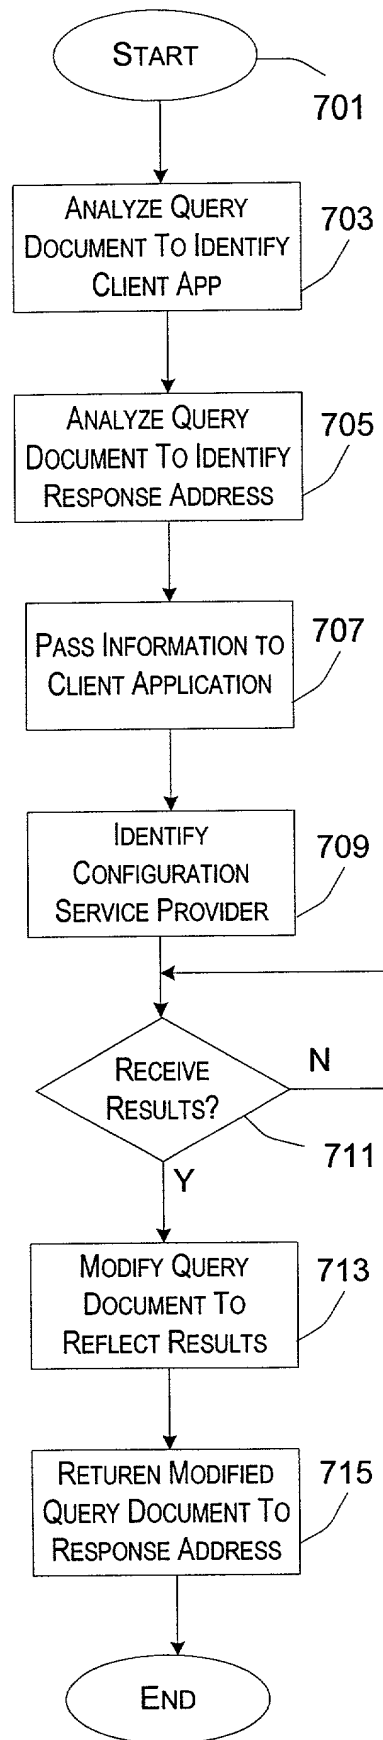 START
701
ANALYZE QUERY
DOCUMENT TO IDENTIFY
CLIENT APP
703
ANALYZE QUERY
DOCUMENT TO IDENTIFY
RESPONSE ADDRESS
705
PASS INFORMATION TO
CLIENT APPLICATION
707
IDENTIFY
CONFIGURATION
SERVICE PROVIDER
709
RECEIVE
RESULTS?
N
711
Y
MODIFY QUERY
DOCUMENT TO
REFLECT RESULTS
713
RETUREN MODIFIED
QUERY DOCUMENT TO
RESPONSE ADDRESS
715
END